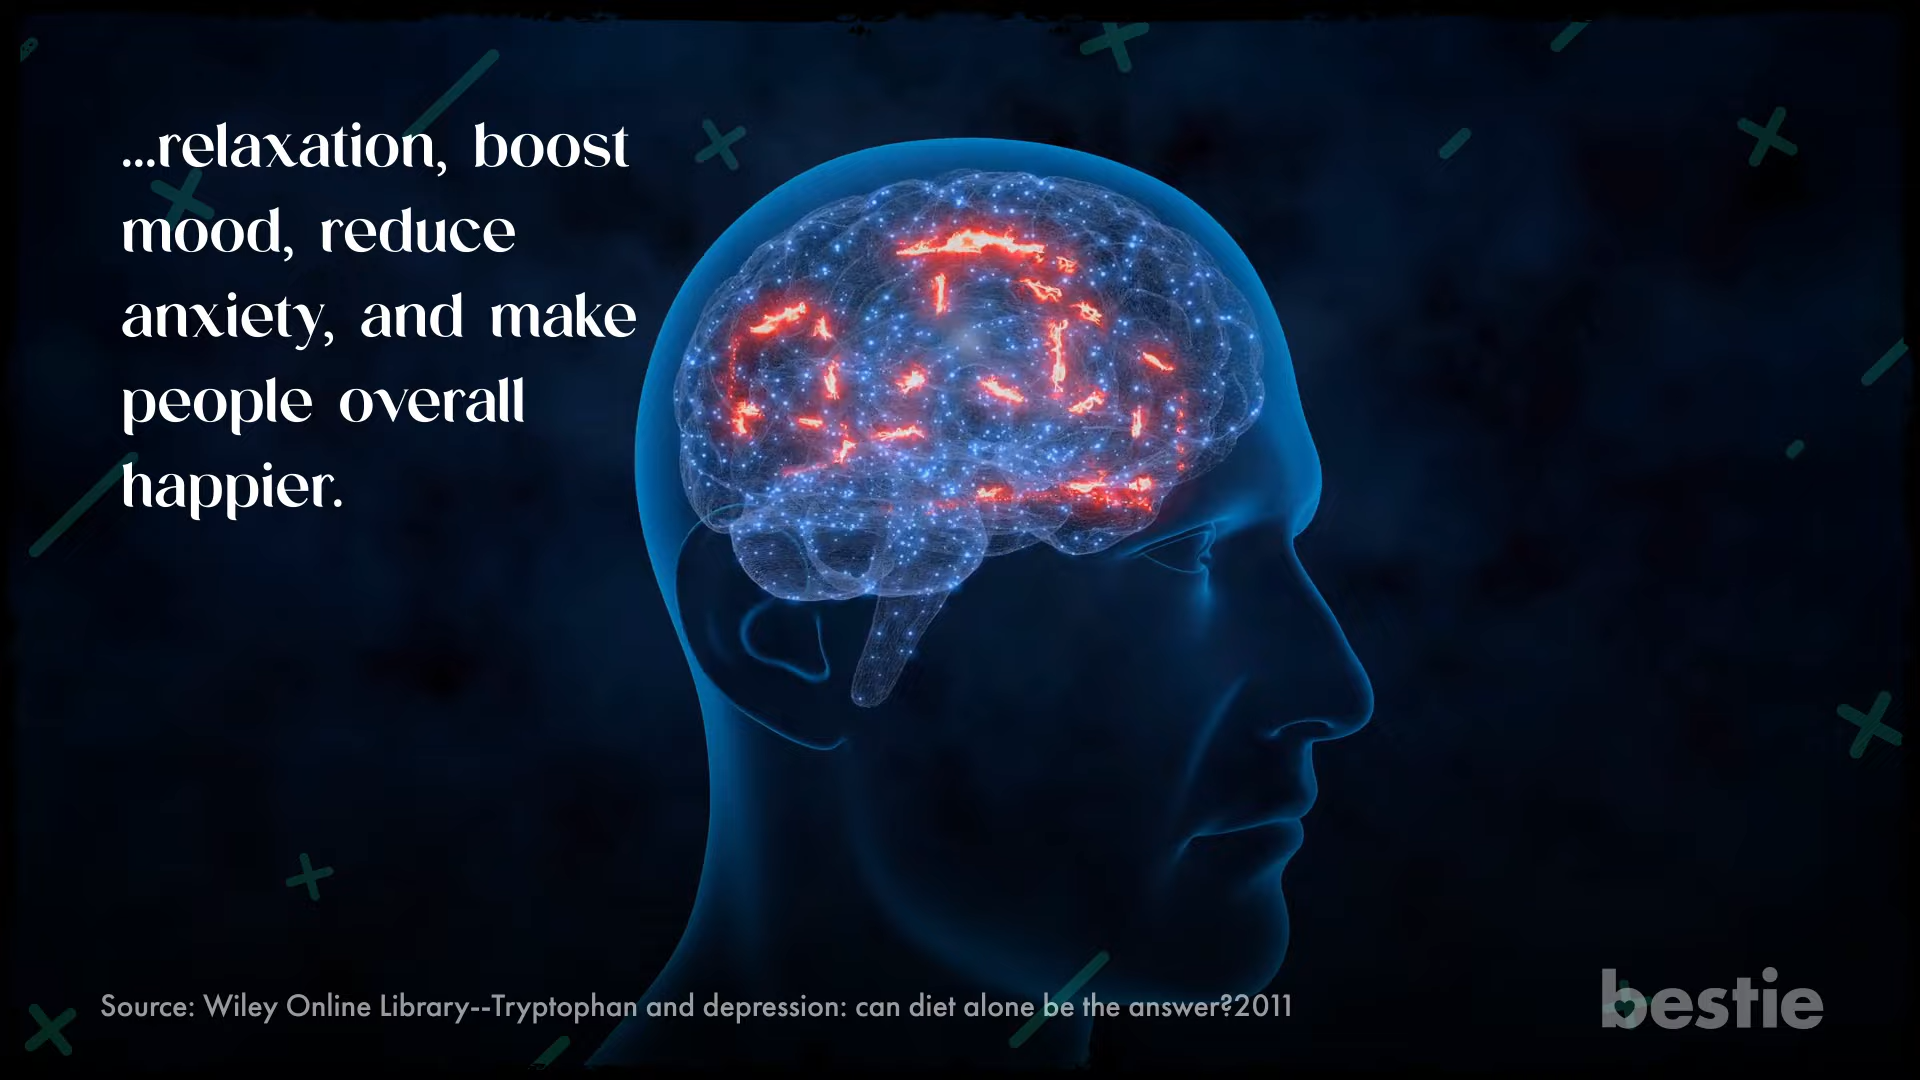 ...relaxation, boost
mood, reduce
anxiety, and make
people overall
happier.
Source: Wiley Online Library--Tryptophan and depression: can diet alone be the answer?2011
bestie